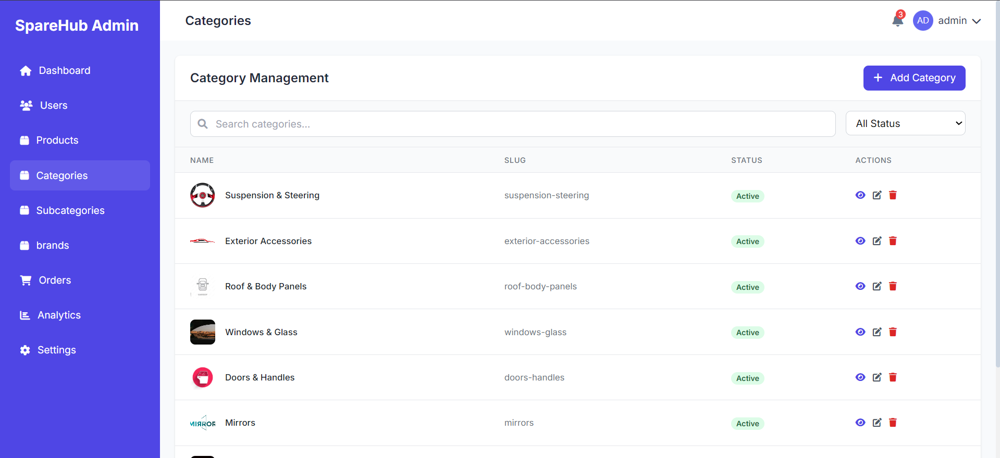 SpareHub Admin
Dashboard
Users
Products
Categories
Subcategories
brands
Orders
Analytics
Settings
Categories
3
AD
admin
Category Management
Add Category
Search categories...
All Status
NAME SLUG STATUS ACTIONS
Suspension & Steering suspension-steering Active
Exterior Accessories exterior-accessories Active
Roof & Body Panels roof-body-panels Active
Windows & Glass windows-glass Active
Doors & Handles doors-handles Active
MIRROR
Mirrors mirrors Active